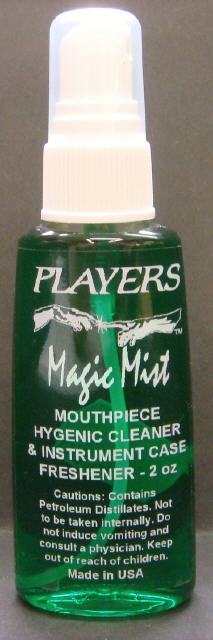 PLAYERS
TM
Magic Mist
MOUTHPIECE
HYGENIC CLEANER
& INSTRUMENT CASE
FRESHENER - 2 oz
Cautions: Contains
Petroleum Distillates. Not
to be taken internally. Do
not induce vomiting and
consult a physician. Keep
out of reach of children.
Made in USA